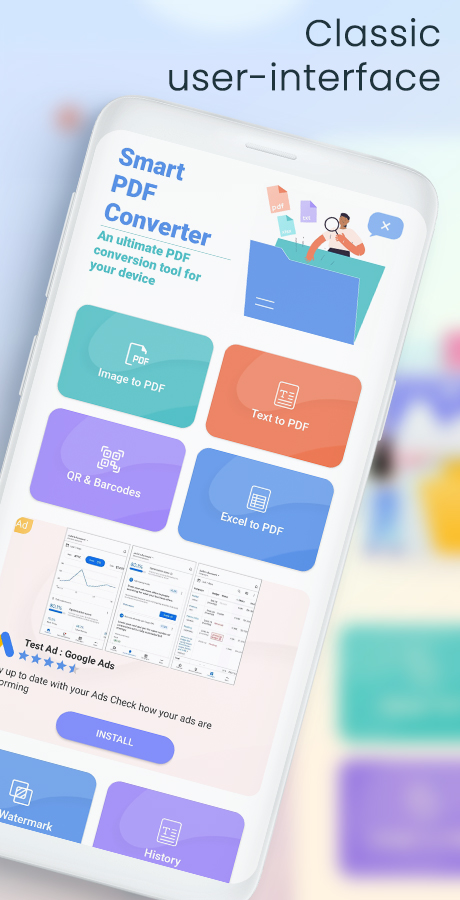 Classic
user-interface
Smart
PDF
Converter
An ultimate PDF
conversion tool for
your device
pdf
Image to PDF
Text to PDF
QR & Barcodes
Excel to PDF
Ad
Test Ad : Google Ads
up to date with your Ads Check how your ads are
INSTALL
Watermark
History